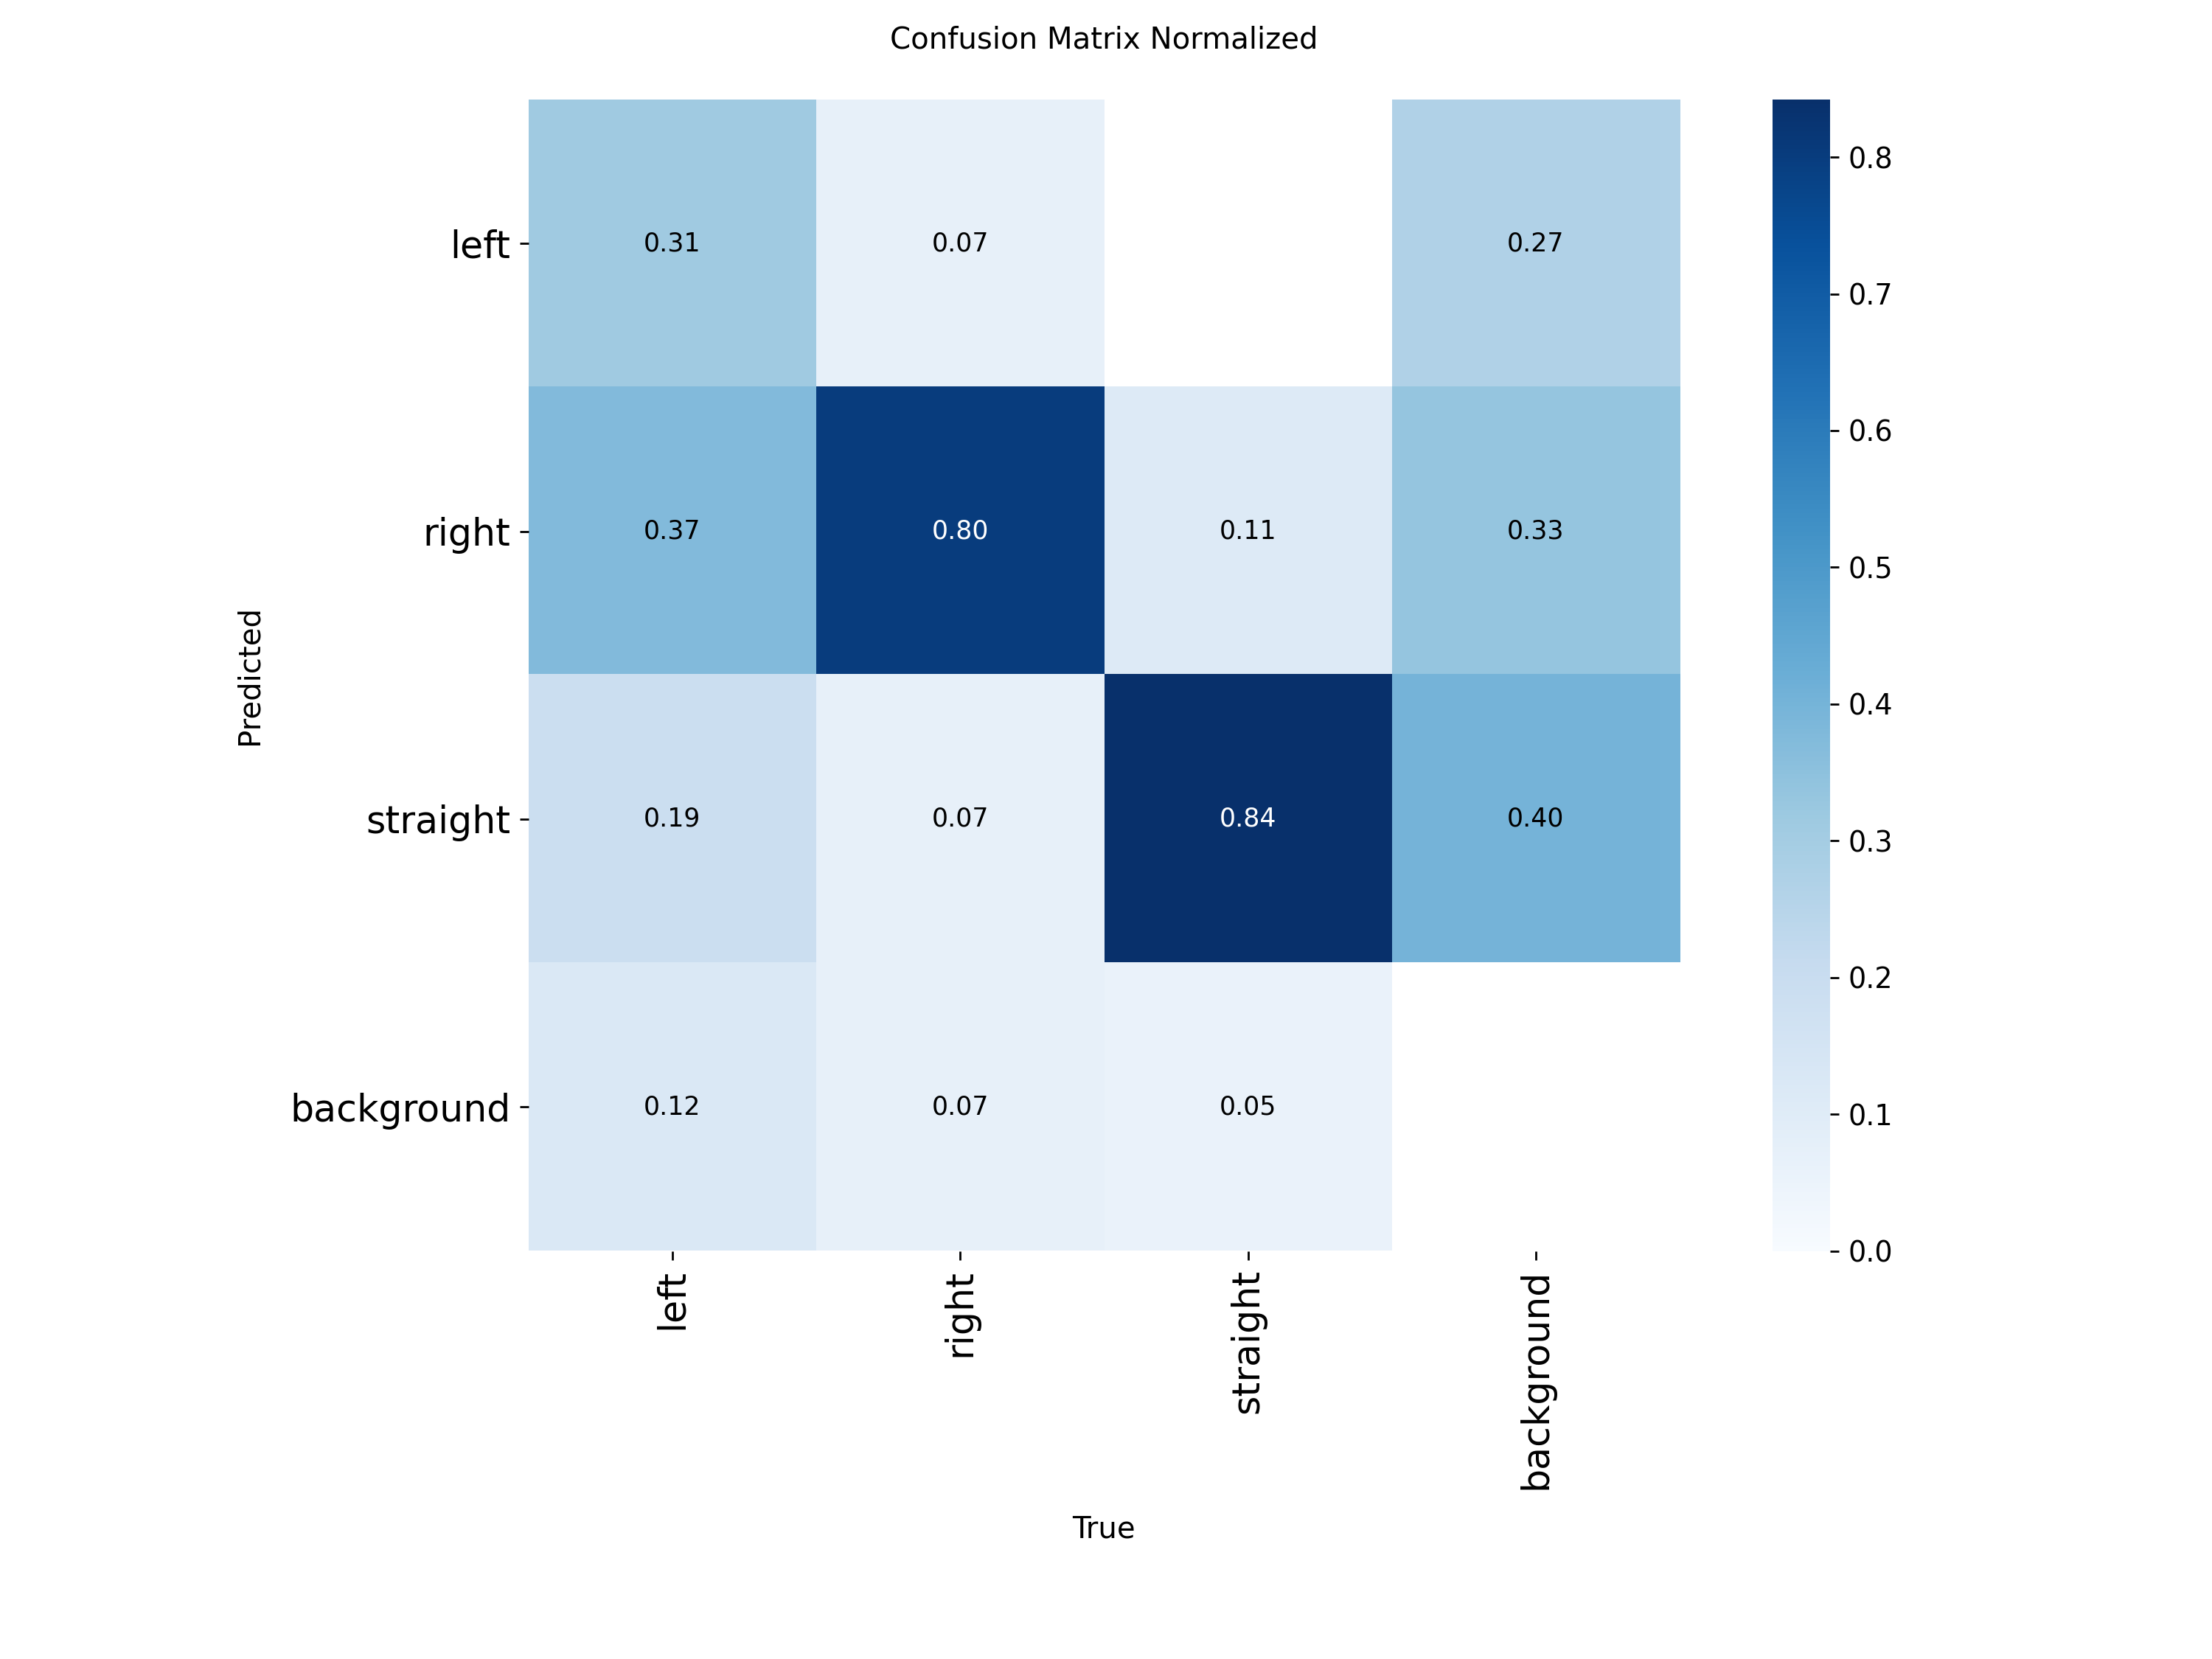 Confusion Matrix Normalized
left 0.31 0.07 0.27
right 0.37 0.80 0.11 0.33
straight 0.19 0.07 0.84 0.40
background 0.12 0.07 0.05
left right straight background
Predicted
True
0.8
0.7
0.6
0.5
0.4
0.3
0.2
0.1
0.0